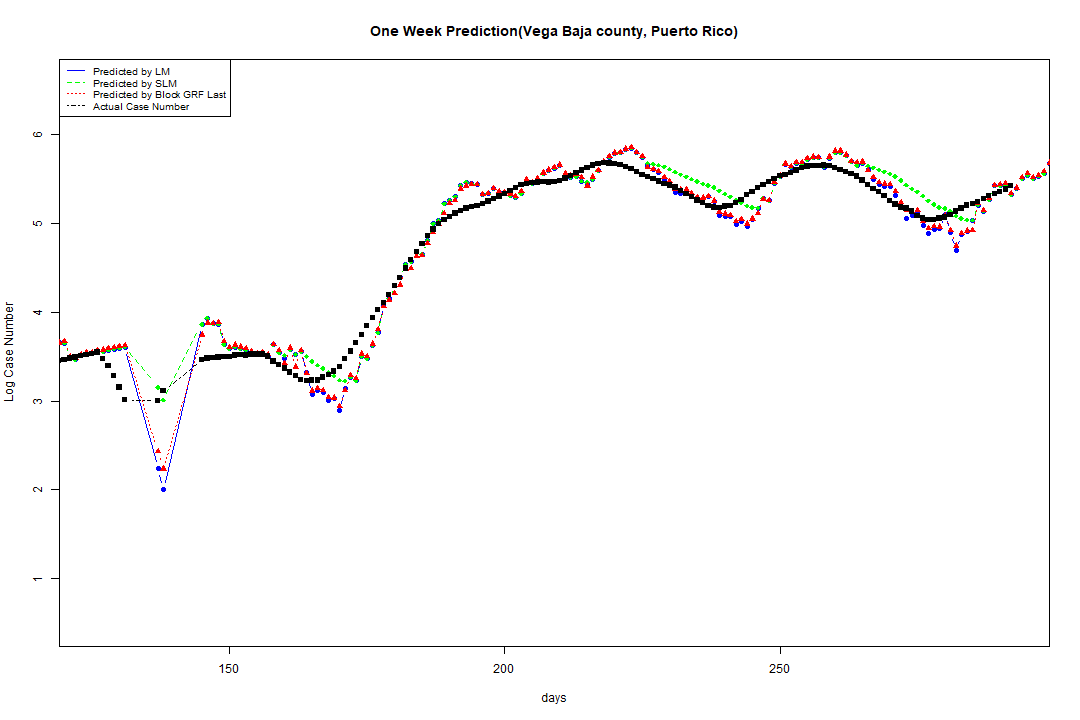 One Week Prediction(Vega Baja county, Puerto Rico)
Predicted by LM
Predicted by SLM
Predicted by Block GRF Last
Actual Case Number
6
5
4
3
2
1
Log Case Number
150 200 250
days